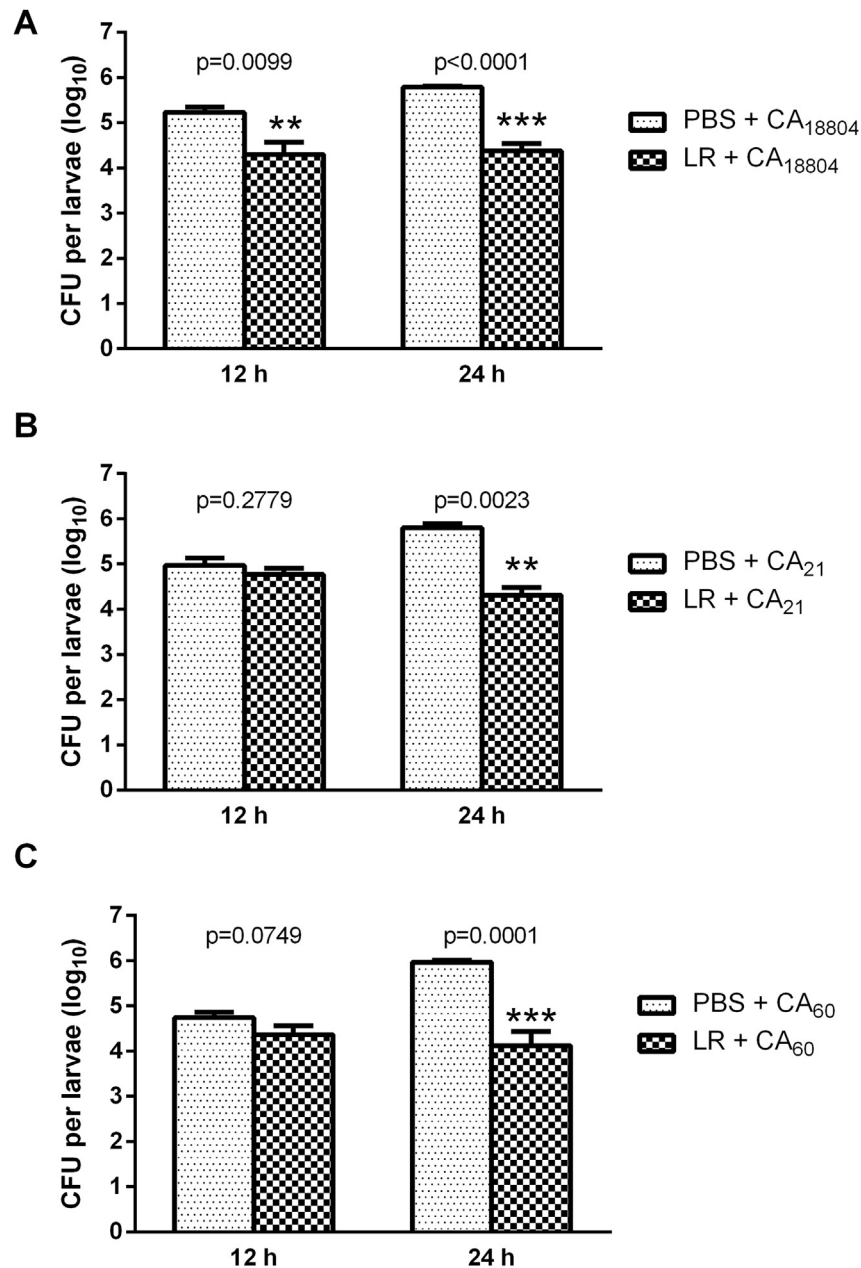 A
CFU per larvae (log₁₀)
7
6
5
4
3
2
1
0
p=0.0099
p<0.0001
**
***
12 h
24 h
PBS + CA₁₈₈₀₄
LR + CA₁₈₈₀₄
B
CFU per larvae (log₁₀)
7
6
5
4
3
2
1
0
p=0.2779
p=0.0023
**
12 h
24 h
PBS + CA₂₁
LR + CA₂₁
C
CFU per larvae (log₁₀)
7
6
5
4
3
2
1
0
p=0.0749
p=0.0001
***
12 h
24 h
PBS + CA₆₀
LR + CA₆₀